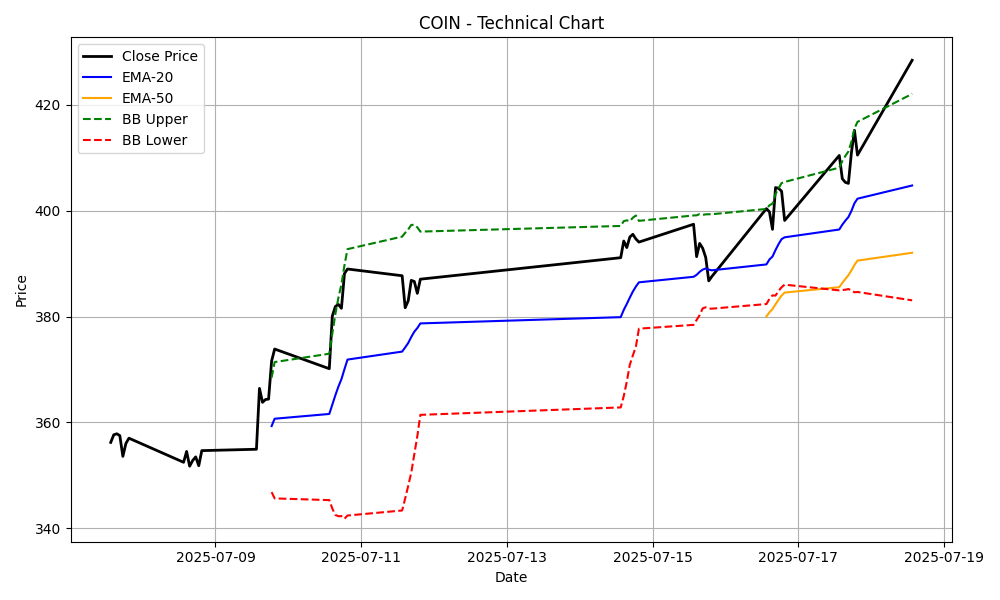 COIN - Technical Chart
Close Price
EMA-20
EMA-50
BB Upper
BB Lower
Price
420
400
380
360
340
2025-07-09
2025-07-11
2025-07-13
2025-07-15
2025-07-17
2025-07-19
Date